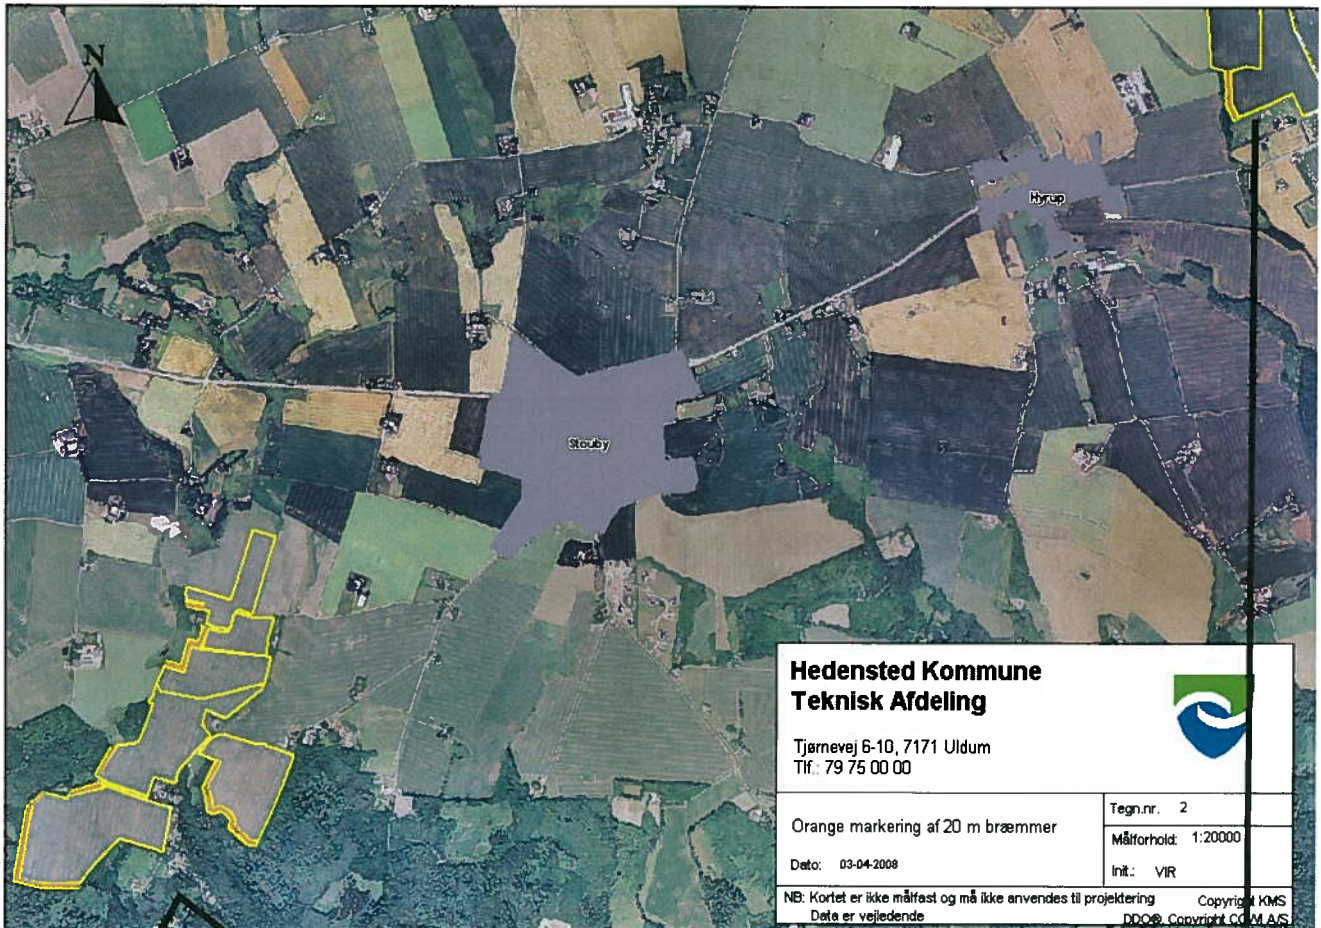 N
Hyrup
Stouby
Hedensted Kommune
Teknisk Afdeling
Tjørnevej 6-10, 7171 Uldum
Tlf.: 79 75 00 00
Orange markering af 20 m bræmmer
Dato: 03-04-2008
Tegn.nr. 2
Målforhold: 1:20000
Init.: VIR
NB: Kortet er ikke målfast og må ikke anvendes til projektering
Data er vejledende
Copyright KMS
DDO®, Copyright COWI A/S